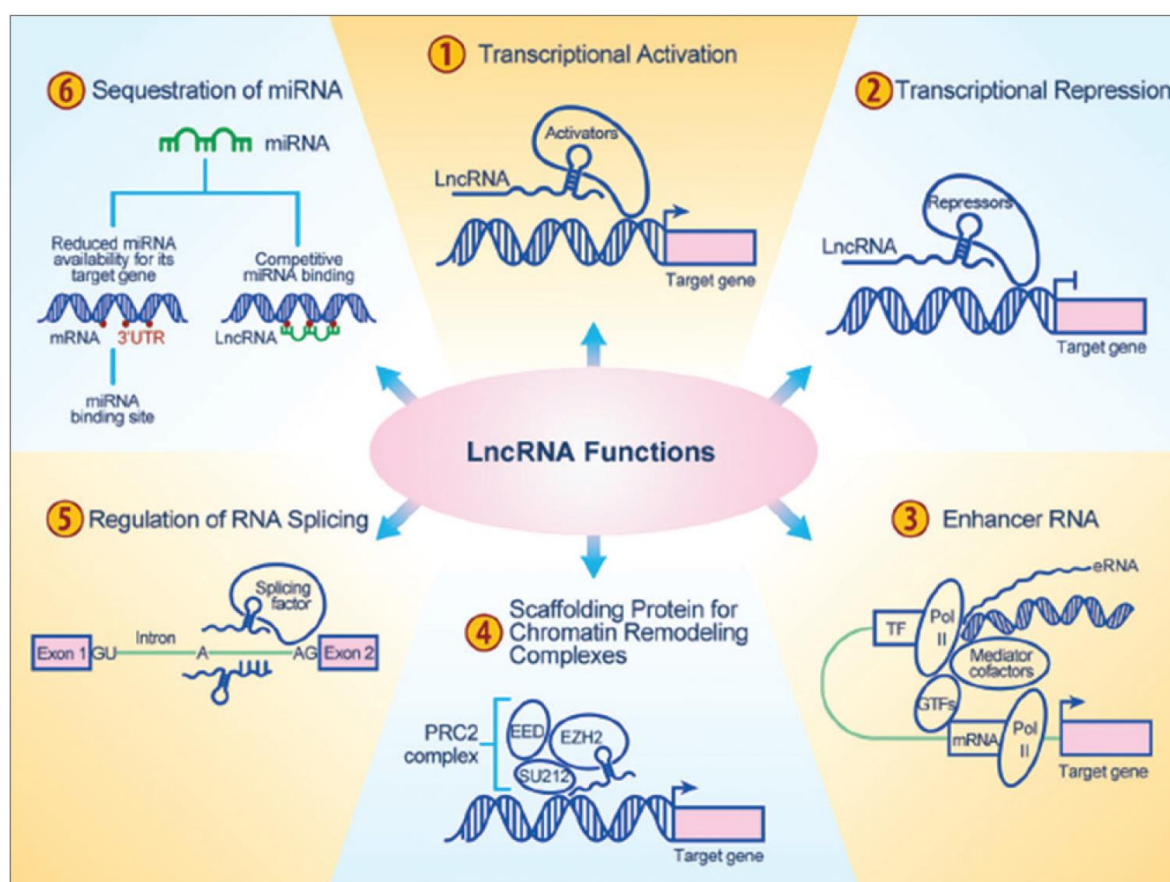 1 Transcriptional Activation
Activators
LncRNA
Target gene
2 Transcriptional Repression
Repressors
LncRNA
Target gene
3 Enhancer RNA
eRNA
TF
Pol
II
Mediator
cofactors
GTFs
mRNA
Pol
II
Target gene
4 Scaffolding Protein for
Chromatin Remodeling
Complexes
PRC2
complex
EED
EZH2
SU212
Target gene
5 Regulation of RNA Splicing
Splicing
factor
Intron
Exon 1 GU A AG Exon 2
6 Sequestration of miRNA
miRNA
Reduced miRNA
availability for its
target gene
mRNA 3'UTR
miRNA
binding site
Competitive
miRNA binding
LncRNA
LncRNA Functions